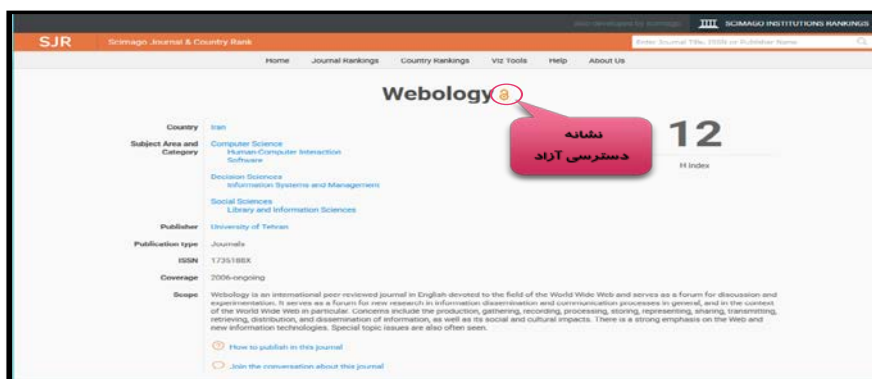 web developed by scimago
SCIMAGO INSTITUTIONS RANKINGS
SJR
Scimago Journal & Country Rank
Enter Journal Title, ISSN or Publisher Name
Home Journal Rankings Country Rankings Viz Tools Help About Us
Webology
نشانه
دسترسی آزاد
12
H Index
Country Iran
Subject Area and Computer Science
Category Human-Computer Interaction
Software
Decision Sciences
Information Systems and Management
Social Sciences
Library and Information Sciences
Publisher University of Tehran
Publication type Journals
ISSN 1735188X
Coverage 2006-ongoing
Scope Webology is an international peer-reviewed journal in English devoted to the field of the World Wide Web and serves as a forum for discussion and
experimentation. It serves as a forum for new research in information dissemination and communication processes in general, and in the context
of the World Wide Web in particular. Concerns include the production, gathering, recording, processing, storing, representing, sharing, transmitting,
retrieving, distribution, and dissemination of information, as well as its social and cultural impacts. There is a strong emphasis on the Web and
new information technologies. Special topic issues are also often seen.
How to publish in this journal
Join the conversation about this journal